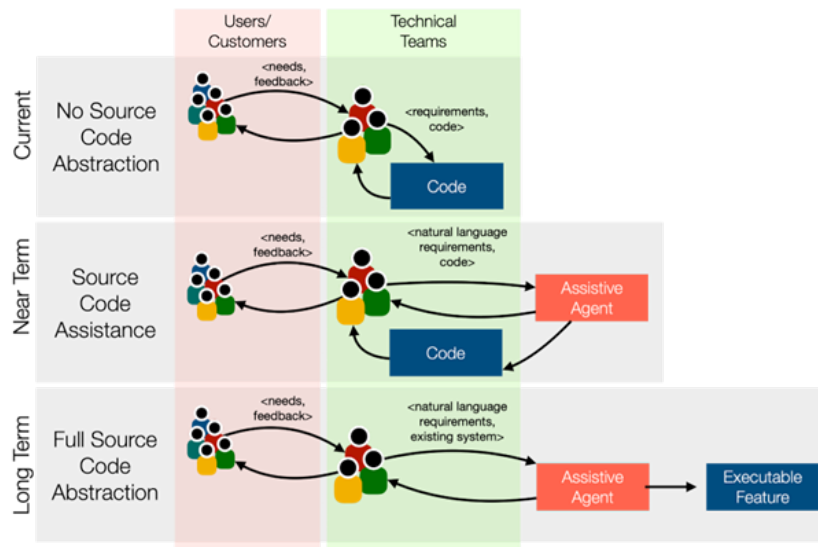 Users/
Customers
Technical
Teams
Current
No Source
Code
Abstraction
<needs,
feedback>
<requirements,
code>
Code
Near Term
Source
Code
Assistance
<needs,
feedback>
<natural language
requirements,
code>
Assistive
Agent
Code
Long Term
Full Source
Code
Abstraction
<needs,
feedback>
<natural language
requirements,
existing system>
Assistive
Agent
Executable
Feature